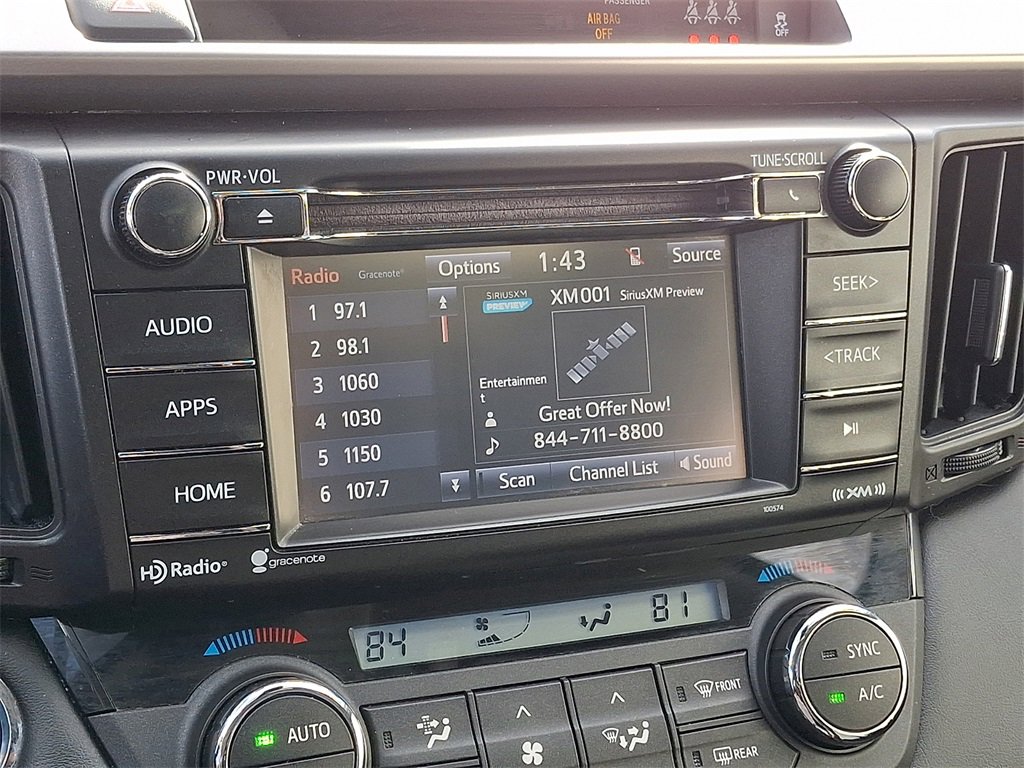 PASSENGER
AIR BAG
OFF
OFF
PWR·VOL
TUNE·SCROLL
Radio Gracenote® Options 1:43 Source
1 97.1
2 98.1
3 1060
4 1030
5 1150
6 107.7
SIRIUSXM
PREVIEW
XM001 SiriusXM Preview
Entertainmen
t
Great Offer Now!
844-711-8800
Scan Channel List Sound
AUDIO
APPS
HOME
SEEK>
<TRACK
((XM))
100574
HD Radio®
gracenote
84
81
AUTO
FRONT
REAR
SYNC
A/C